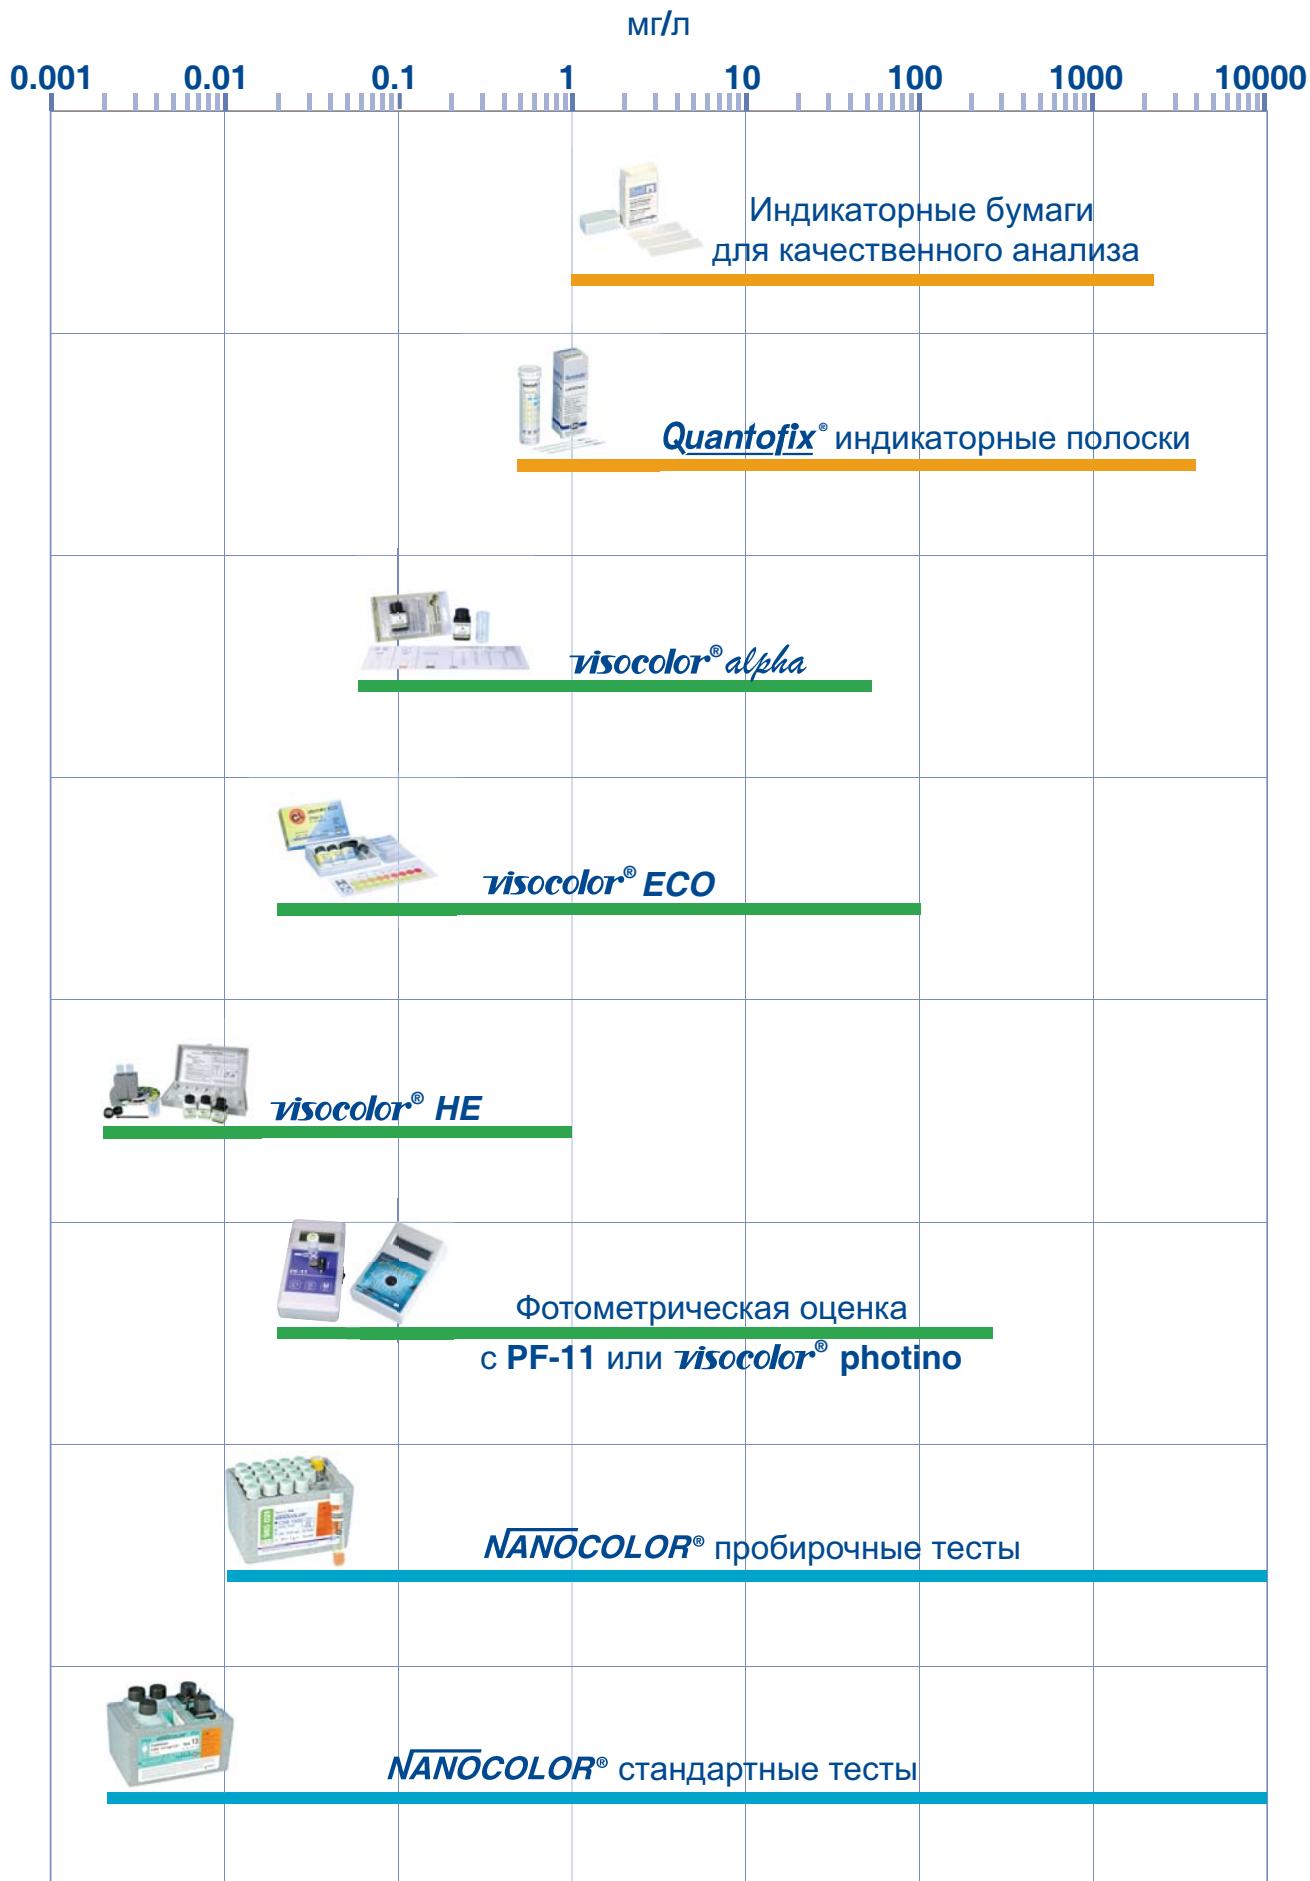 мг/л
0.001 0.01 0.1 1 10 100 1000 10000
Индикаторные бумаги
для качественного анализа
Quantofix® индикаторные полоски
visocolor® alpha
visocolor® ECO
visocolor® HE
PF-11
Фотометрическая оценка
с PF-11 или visocolor® photino
NANOCOLOR® пробирочные тесты
NANOCOLOR® стандартные тесты